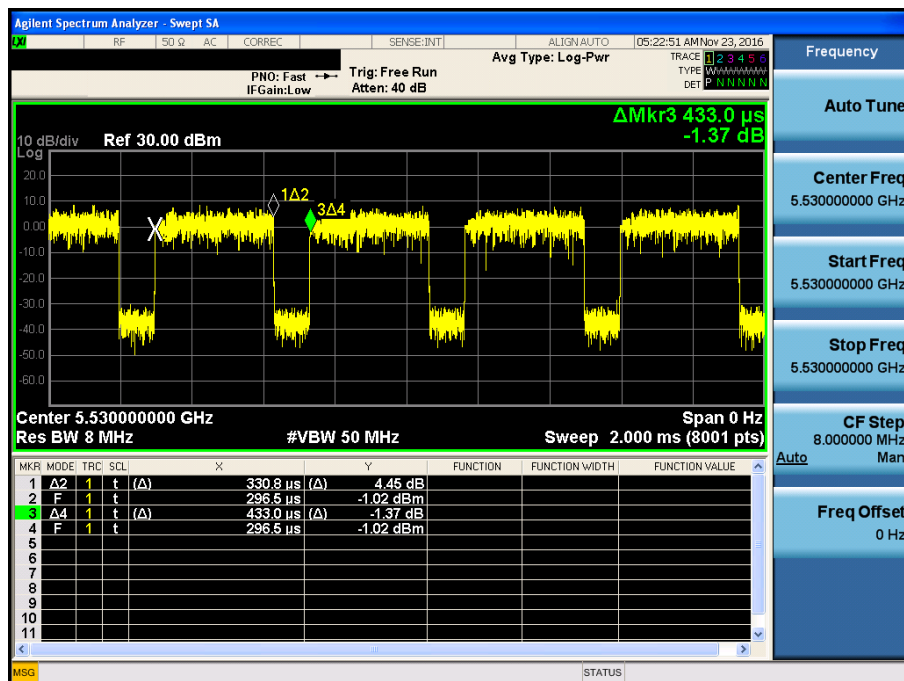 Agilent Spectrum Analyzer - Swept SA
LXI RF 50 Ω AC CORREC SENSE:INT ALIGNAUTO 05:22:51 AM Nov 23, 2016
Avg Type: Log-Pwr
TRACE 1 2 3 4 5 6
TYPE W
DET P N N N N N
PNO: Fast
IFGain:Low
Trig: Free Run
Atten: 40 dB
ΔMkr3 433.0 µs
-1.37 dB
10 dB/div Ref 30.00 dBm
Log
20.0
10.0
0.00
-10.0
-20.0
-30.0
-40.0
-50.0
-60.0
X
1Δ2
3Δ4
Center 5.530000000 GHz Span 0 Hz
Res BW 8 MHz #VBW 50 MHz Sweep 2.000 ms (8001 pts)
MKR MODE TRC SCL X Y FUNCTION FUNCTION WIDTH FUNCTION VALUE
1 Δ2 1 t (Δ) 330.8 µs (Δ) 4.45 dB
2 F 1 t 296.5 µs -1.02 dBm
3 Δ4 1 t (Δ) 433.0 µs (Δ) -1.37 dB
4 F 1 t 296.5 µs -1.02 dBm
5
6
7
8
9
10
11
MSG STATUS
Frequency
Auto Tune
Center Freq
5.530000000 GHz
Start Freq
5.530000000 GHz
Stop Freq
5.530000000 GHz
CF Step
8.000000 MHz
Auto Man
Freq Offset
0 Hz